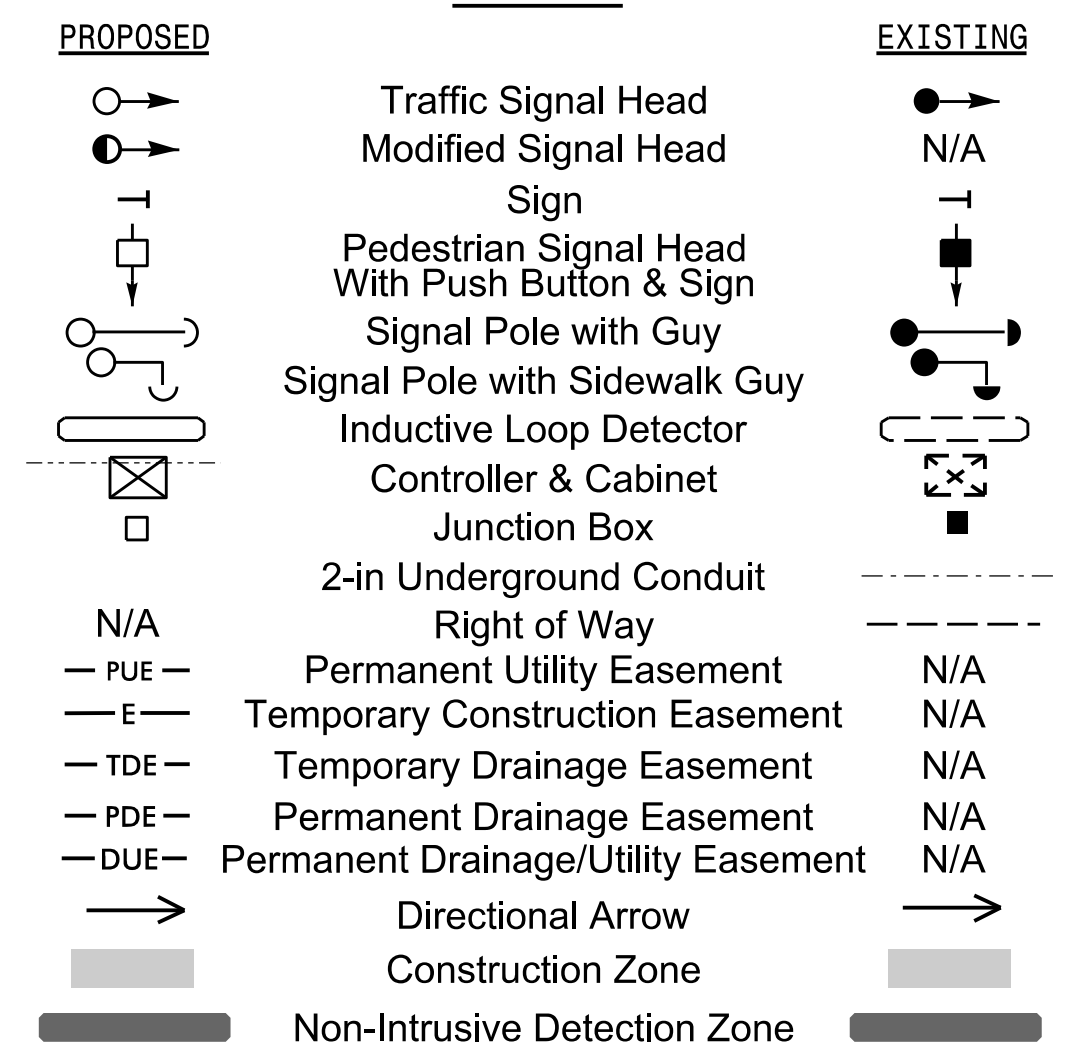 PROPOSED EXISTING
Traffic Signal Head
Modified Signal Head N/A
Sign
Pedestrian Signal Head
With Push Button & Sign
Signal Pole with Guy
Signal Pole with Sidewalk Guy
Inductive Loop Detector
Controller & Cabinet
Junction Box
2-in Underground Conduit
N/A Right of Way
PUE Permanent Utility Easement N/A
E Temporary Construction Easement N/A
TDE Temporary Drainage Easement N/A
PDE Permanent Drainage Easement N/A
DUE Permanent Drainage/Utility Easement N/A
Directional Arrow
Construction Zone
Non-Intrusive Detection Zone